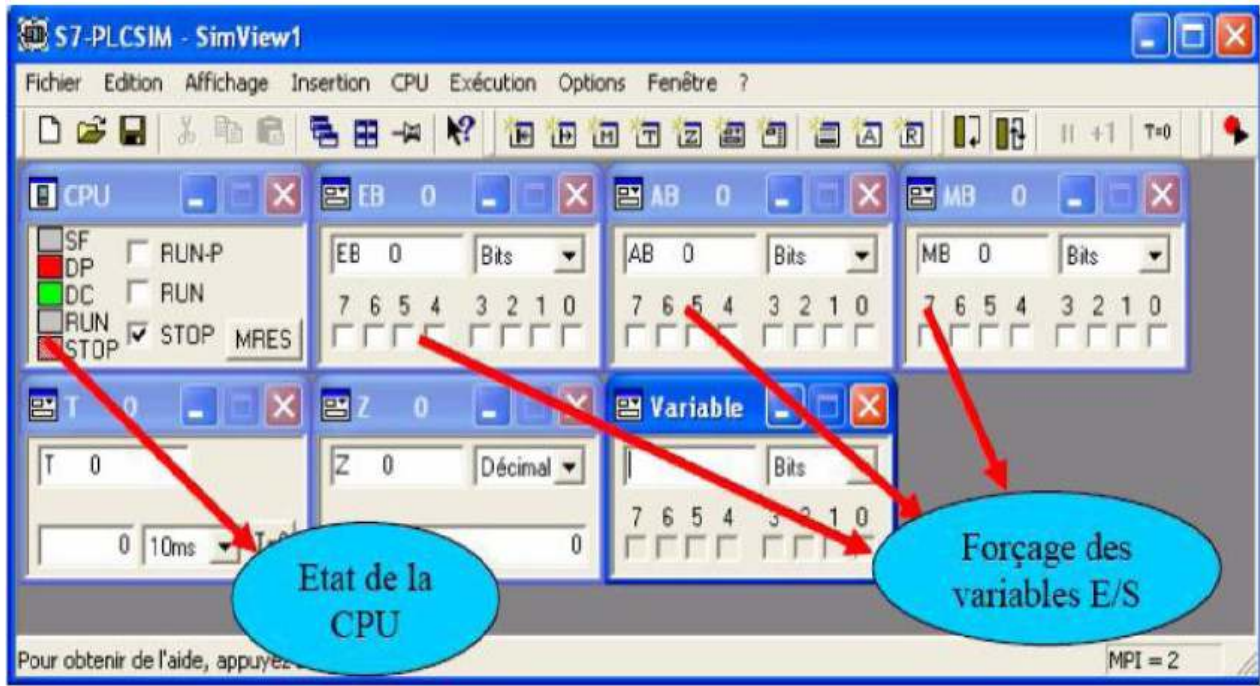 S7-PLCSIM - SimView1
Fichier Edition Affichage Insertion CPU Exécution Options Fenêtre ?
+1 T=0
CPU
SF
DP
DC
RUN
STOP
RUN-P
RUN
STOP
MRES
EB 0
EB 0 Bits
7 6 5 4 3 2 1 0
AB 0
AB 0 Bits
7 6 5 4 3 2 1 0
MB 0
MB 0 Bits
7 6 5 4 3 2 1 0
T 0
T 0
0 10ms
Z 0
Z 0 Décimal
0
Variable
Bits
7 6 5 4 3 2 1 0
Etat de la
CPU
Forçage des
variables E/S
Pour obtenir de l'aide, appuyez
MPI = 2